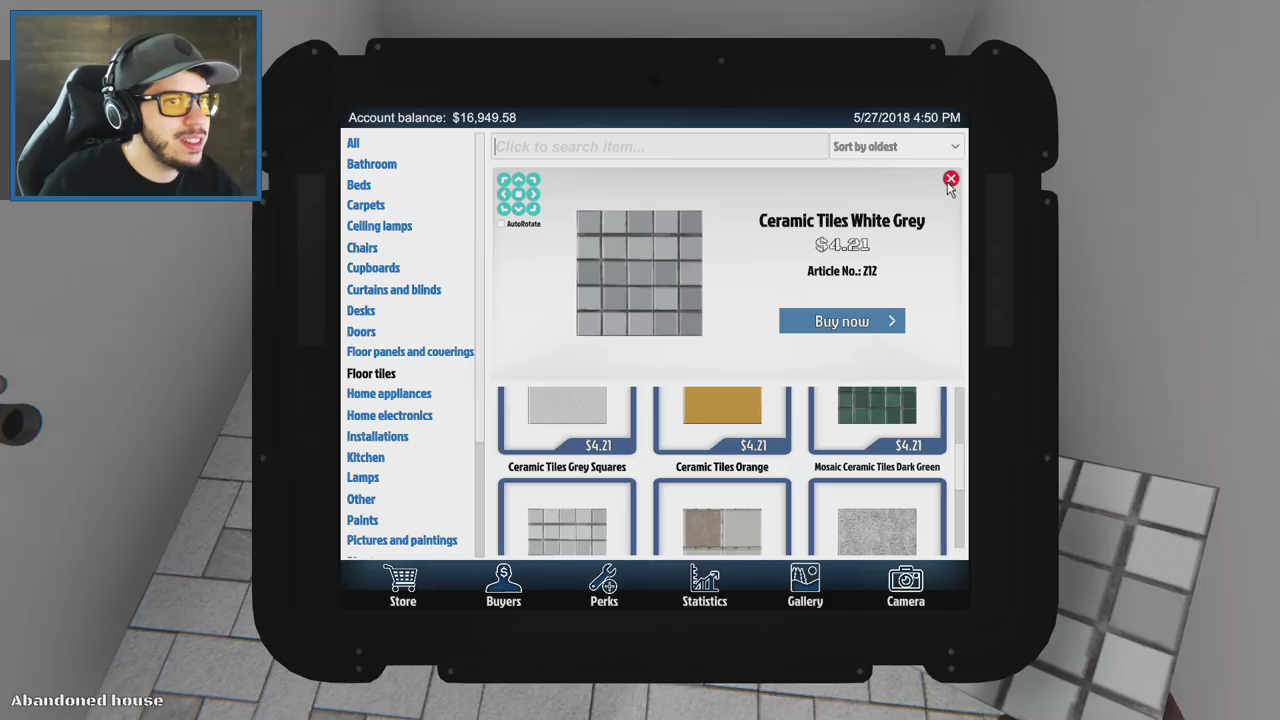 Account balance: $16,949.58
5/27/2018 4:50 PM
All
Bathroom
Beds
Carpets
Ceiling lamps
Chairs
Cupboards
Curtains and blinds
Desks
Doors
Floor panels and coverings
Floor tiles
Home appliances
Home electronics
Installations
Kitchen
Lamps
Other
Paints
Pictures and paintings
Click to search item...
Sort by oldest
AutoRotate
Ceramic Tiles White Grey
$4.21
Article No.: 212
Buy now
$4.21
$4.21
$4.21
Ceramic Tiles Grey Squares
Ceramic Tiles Orange
Mosaic Ceramic Tiles Dark Green
Store
Buyers
Perks
Statistics
Gallery
Camera
Abandoned house